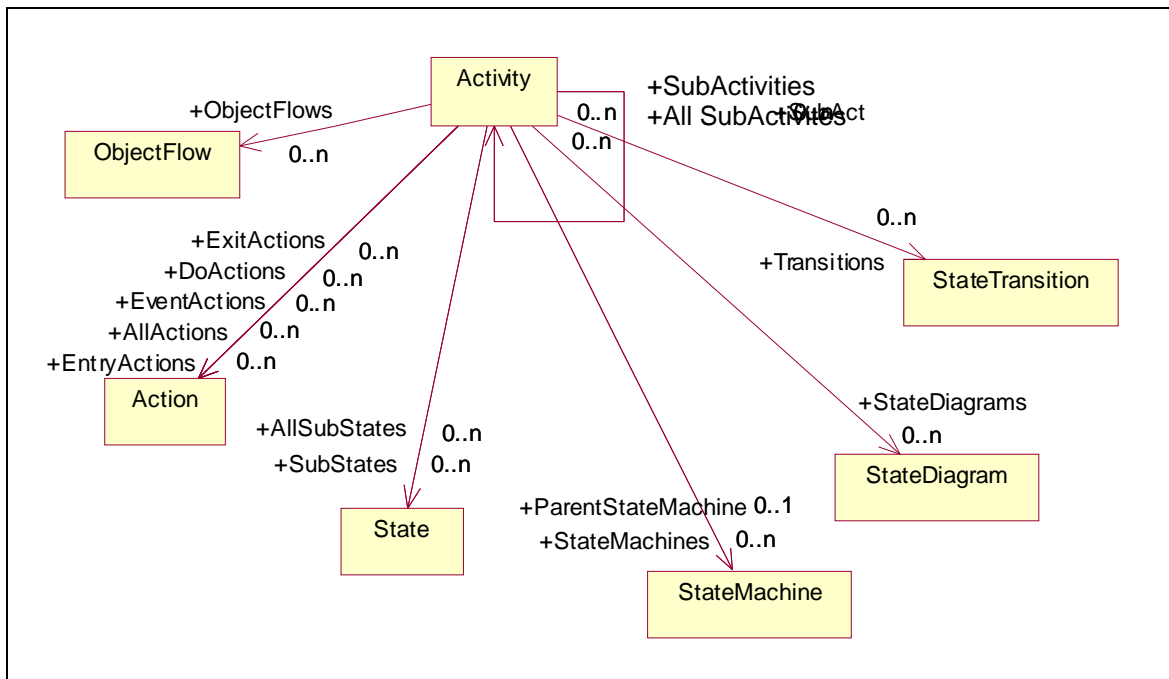 Activity
+SubActivities
+All SubActivites
0..n
0..n
+SubAct
+ObjectFlows
0..n
ObjectFlow
0..n
+Transitions
StateTransition
+ExitActions
0..n
+DoActions
0..n
+EventActions
0..n
+AllActions
0..n
+EntryActions
0..n
Action
+AllSubStates
0..n
+SubStates
0..n
State
+StateDiagrams
0..n
StateDiagram
+ParentStateMachine
0..1
+StateMachines
0..n
StateMachine